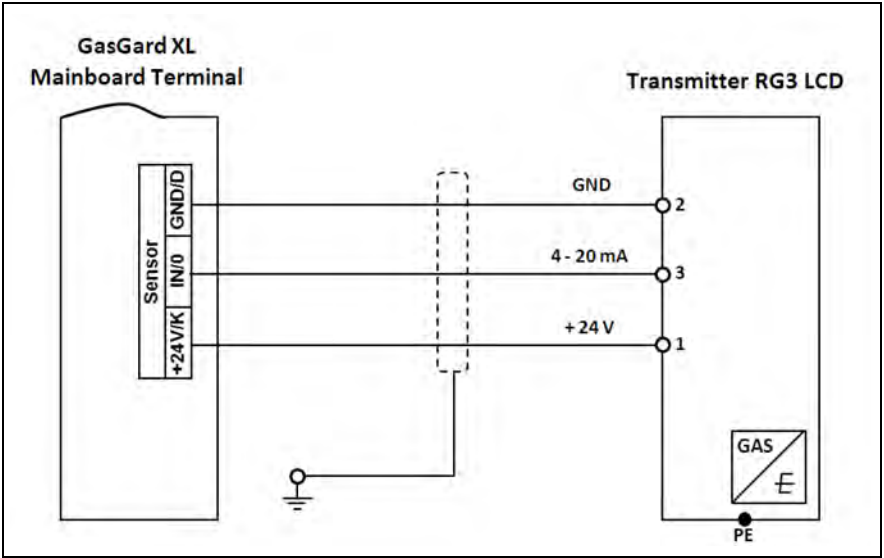 GasGard XL
Mainboard Terminal
Transmitter RG3 LCD
Sensor
GND/D
IN/0
+24V/K
GND
2
4 - 20 mA
3
+ 24 V
1
GAS
E
PE